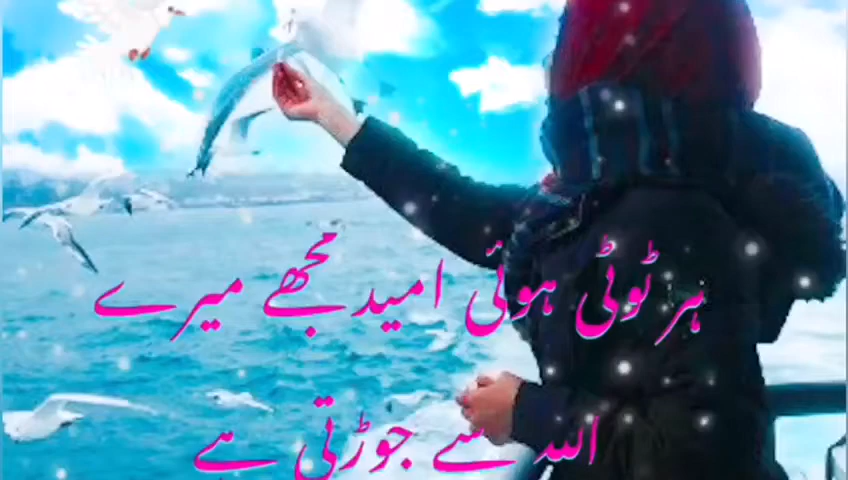 ہر ٹوٹی ہوئی امید مجھے میرے
اللہ سے جوڑتی ہے